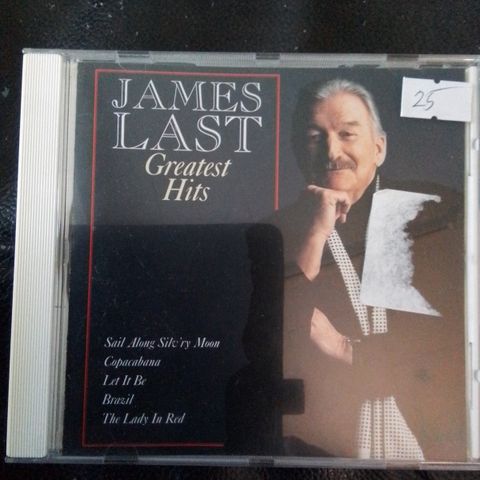 JAMES
LAST
Greatest
Hits
25
Sail Along Silv'ry Moon
Copacabana
Let It Be
Brazil
The Lady In Red